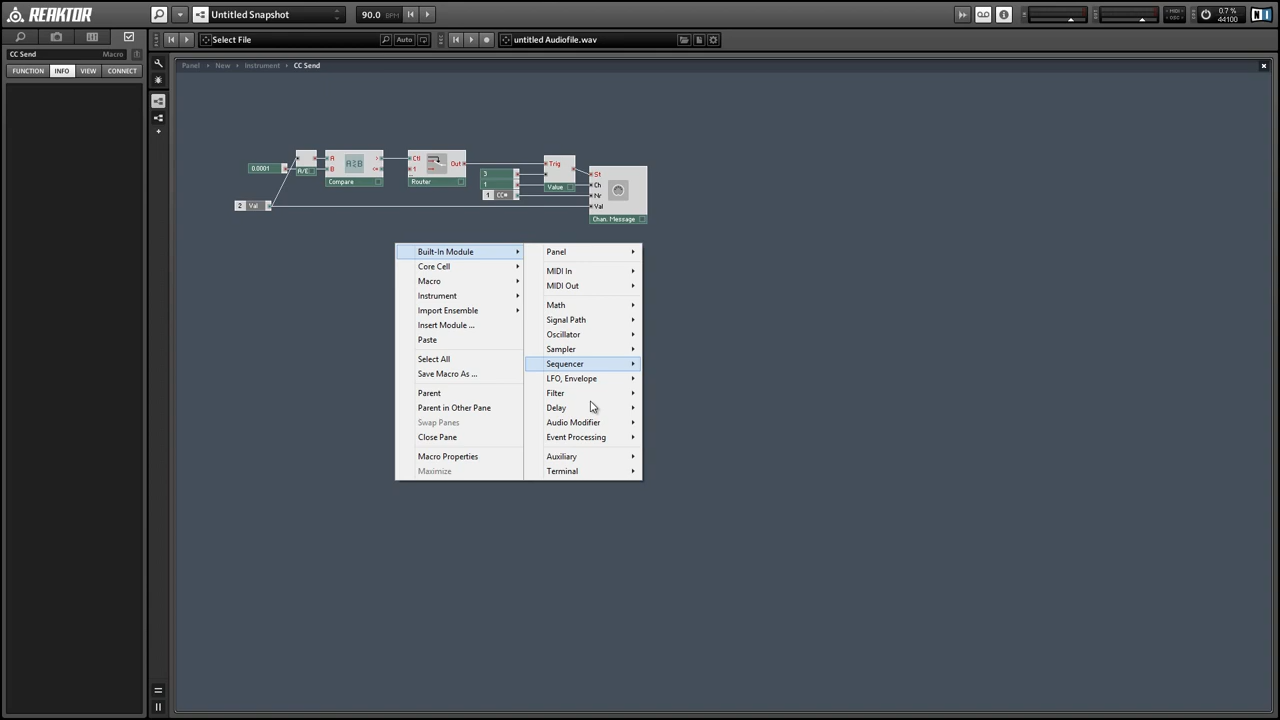 REAKTOR
Untitled Snapshot
90.0 BPM
0.7 %
44100
Select File
Auto
untitled Audiofile.wav
CC Send
Macro
FUNCTION
INFO
VIEW
CONNECT
Panel
New
Instrument
CC Send
0.0001
A/E
A
B
A≥B
Compare
Ctl
1
Out
Router
3
1
1 CC#
Trig
Value
St
Ch
Nr
Val
Chan. Message
2 Val
Built-In Module
Core Cell
Macro
Instrument
Import Ensemble
Insert Module ...
Paste
Select All
Save Macro As ...
Parent
Parent in Other Pane
Swap Panes
Close Pane
Macro Properties
Maximize
Panel
MIDI In
MIDI Out
Math
Signal Path
Oscillator
Sampler
Sequencer
LFO, Envelope
Filter
Delay
Audio Modifier
Event Processing
Auxiliary
Terminal